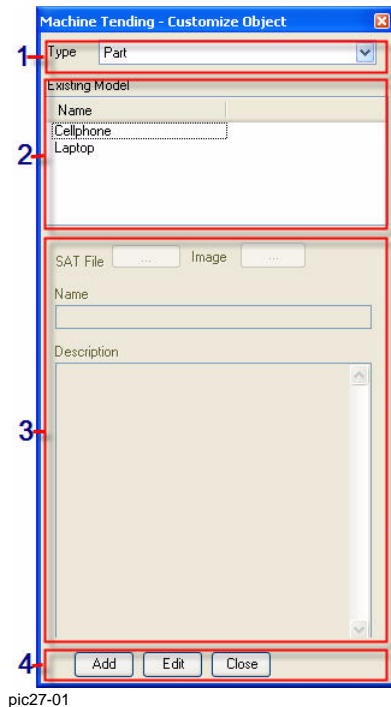 Machine Tending - Customize Object
1 Type Part
Existing Model
Name
Cellphone
2 Laptop
SAT File ... Image ...
Name
Description
3
4 Add Edit Close
pic27-01